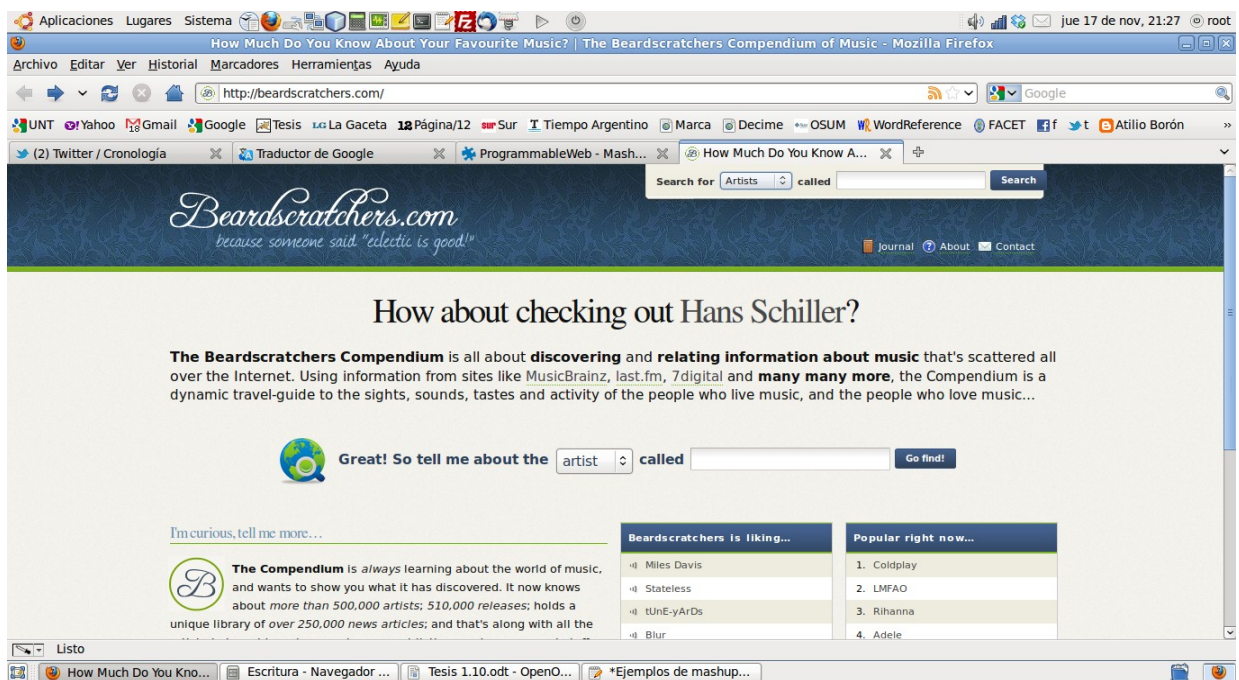 Aplicaciones Lugares Sistema jue 17 de nov, 21:27 root
How Much Do You Know About Your Favourite Music? | The Beardscratchers Compendium of Music - Mozilla Firefox
Archivo Editar Ver Historial Marcadores Herramientas Ayuda
http://beardscratchers.com/ Google
UNT Yahoo Gmail Google Tesis LG La Gaceta 12 Página/12 sur Sur Tiempo Argentino Marca Decime OSUM WordReference FACET f t Atilio Borón »
(2) Twitter / Cronología Traductor de Google ProgrammableWeb - Mash... How Much Do You Know A...
Search for Artists called Search
Beardscratchers.com
because someone said "eclectic is good!"
Journal About Contact
How about checking out Hans Schiller?
The Beardscratchers Compendium is all about discovering and relating information about music that's scattered all
over the Internet. Using information from sites like MusicBrainz, last.fm, 7digital and many many more, the Compendium is a
dynamic travel-guide to the sights, sounds, tastes and activity of the people who live music, and the people who love music...
Great! So tell me about the artist called Go find!
I'm curious, tell me more…
B
The Compendium is always learning about the world of music,
and wants to show you what it has discovered. It now knows
about more than 500,000 artists; 510,000 releases; holds a
unique library of over 250,000 news articles; and that's along with all the
Beardscratchers is liking...
Miles Davis
Stateless
tUnE-yArDs
Blur
Popular right now...
1. Coldplay
2. LMFAO
3. Rihanna
4. Adele
Listo
How Much Do You Kno... Escritura - Navegador ... Tesis 1.10.odt - OpenO... *Ejemplos de mashup...